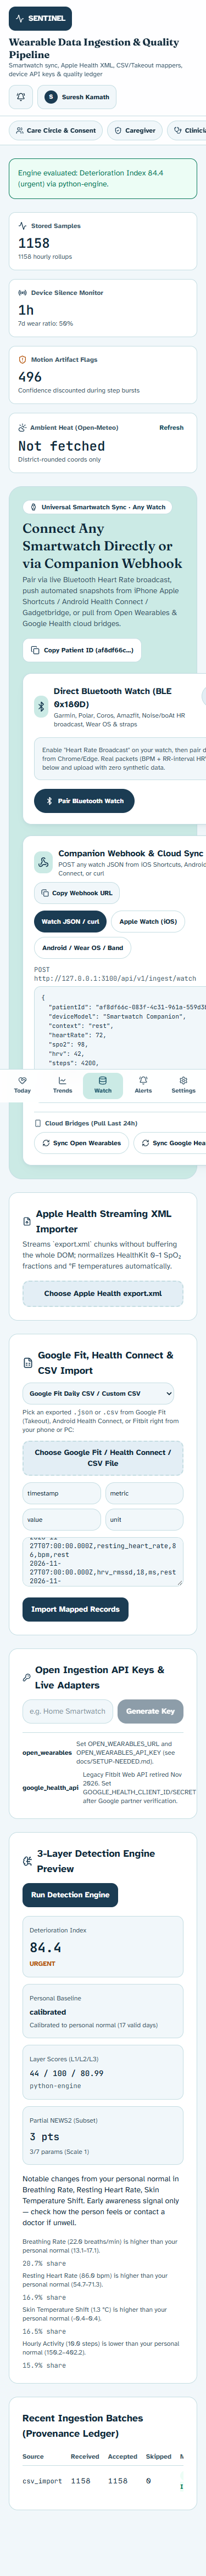 SENTINEL
Wearable Data Ingestion & Quality
Pipeline
Smartwatch sync, Apple Health XML, CSV/Takeout mappers,
device API keys & quality ledger
S
Suresh Kamath
Care Circle & Consent
Caregiver
Clinicia
Engine evaluated: Deterioration Index 84.4
(urgent) via python-engine.
Stored Samples
1158
1158 hourly rollups
Device Silence Monitor
1h
7d wear ratio: 50%
Motion Artifact Flags
496
Confidence discounted during step bursts
Ambient Heat (Open-Meteo)
Refresh
Not fetched
District-rounded coords only
Universal Smartwatch Sync · Any Watch
Connect Any
Smartwatch Directly or
via Companion Webhook
Pair via live Bluetooth Heart Rate broadcast,
push automated snapshots from iPhone Apple
Shortcuts / Android Health Connect /
Gadgetbridge, or pull from Open Wearables &
Google Health cloud bridges.
Copy Patient ID (af8df66c...)
Direct Bluetooth Watch (BLE
0x180D)
Garmin, Polar, Coros, Amazfit, Noise/boAt HR
broadcast, Wear OS & straps
Enable "Heart Rate Broadcast" on your watch, then pair d
from Chrome/Edge. Real packets (BPM + RR-interval HRV
below and upload with zero synthetic data.
Pair Bluetooth Watch
Companion Webhook & Cloud Sync
POST any watch JSON from iOS Shortcuts, Androi
Connect, or curl
Copy Webhook URL
Watch JSON / curl
Apple Watch (iOS)
Android / Wear OS / Band
POST
http://127.0.0.1:3100/api/v1/ingest/watch
{
"patientId": "af8df66c-083f-4c31-961a-559d3b
"deviceModel": "Smartwatch Companion",
"context": "rest",
"heartRate": 72,
"spo2": 98,
"hrv": 42,
"steps": 4200,
Today
Trends
Watch
Alerts
Settings
Cloud Bridges (Pull Last 24h)
Sync Open Wearables
Sync Google Hea
Apple Health Streaming XML
Importer
Streams `export.xml` chunks without buffering
the whole DOM; normalizes HealthKit 0–1 SpO₂
fractions and °F temperatures automatically.
Choose Apple Health export.xml
Google Fit, Health Connect &
CSV Import
Google Fit Daily CSV / Custom CSV
Pick an exported .json or .csv from Google Fit
(Takeout), Android Health Connect, or Fitbit right from
your phone or PC:
Choose Google Fit / Health Connect /
CSV File
timestamp
metric
value
unit
2026-11-
27T07:00:00.000Z,resting_heart_rate,8
6,bpm,rest
2026-11-
27T07:00:00.000Z,hrv_rmssd,18,ms,rest
2026-11-
Import Mapped Records
Open Ingestion API Keys &
Live Adapters
e.g. Home Smartwatch
Generate Key
open_wearables
Set OPEN_WEARABLES_URL and
OPEN_WEARABLES_API_KEY (see
docs/SETUP-NEEDED.md).
google_health_api
Legacy Fitbit Web API retired Nov
2026. Set
GOOGLE_HEALTH_CLIENT_ID/SECRET
after Google partner verification.
3-Layer Detection Engine
Preview
Run Detection Engine
Deterioration Index
84.4
URGENT
Personal Baseline
calibrated
Calibrated to personal normal (17 valid days)
Layer Scores (L1/L2/L3)
44 / 100 / 80.99
python-engine
Partial NEWS2 (Subset)
3 pts
3/7 params (Scale 1)
Notable changes from your personal normal in
Breathing Rate, Resting Heart Rate, Skin
Temperature Shift. Early awareness signal only
— check how the person feels or contact a
doctor if unwell.
Breathing Rate (22.0 breaths/min) is higher than your
personal normal (13.1–17.1).
20.7% share
Resting Heart Rate (86.0 bpm) is higher than your
personal normal (54.7–71.3).
16.9% share
Skin Temperature Shift (1.3 °C) is higher than your
personal normal (-0.4–0.4).
16.5% share
Hourly Activity (10.0 steps) is lower than your personal
normal (150.2–402.2).
15.9% share
Recent Ingestion Batches
(Provenance Ledger)
Source
Received
Accepted
Skipped
csv_import
1158
1158
0